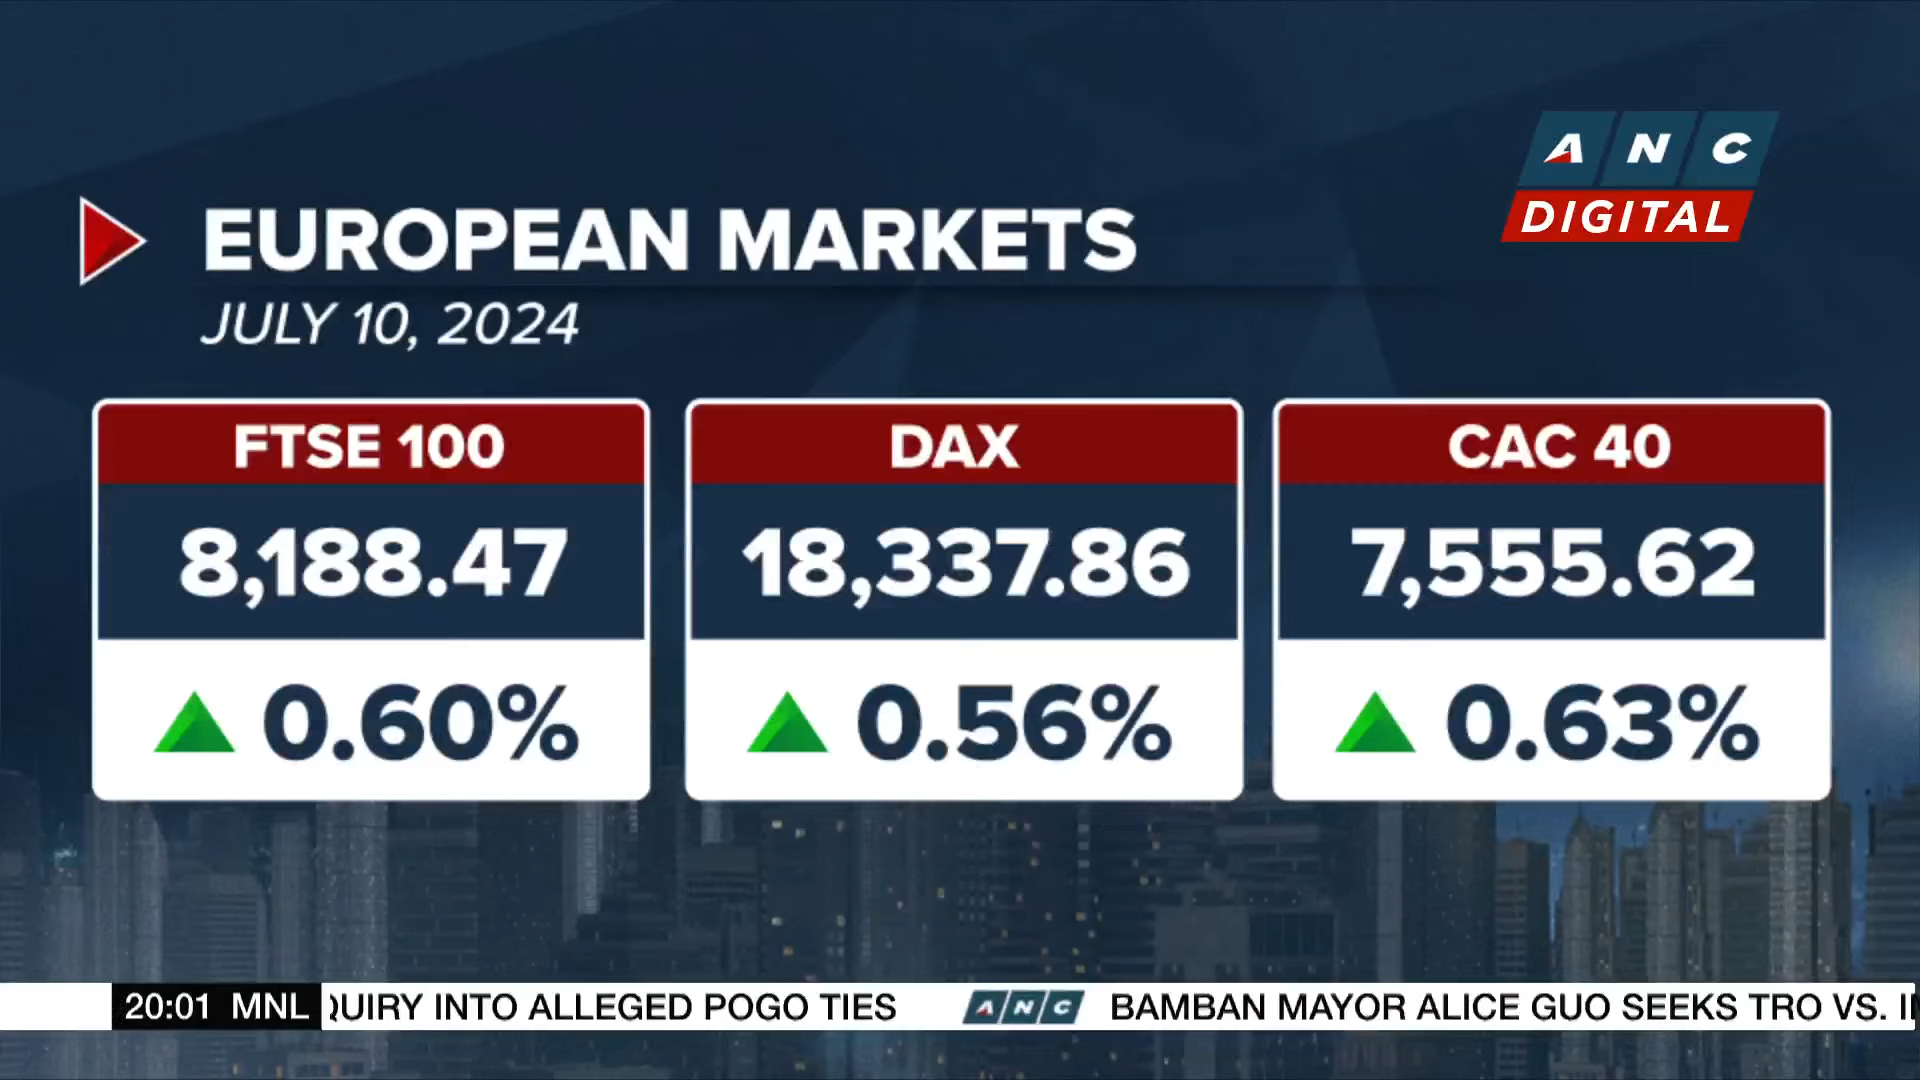 ANC
DIGITAL
EUROPEAN MARKETS
JULY 10, 2024
FTSE 100
8,188.47
0.60%
DAX
18,337.86
0.56%
CAC 40
7,555.62
0.63%
20:01 MNL
INTO ALLEGED POGO TIES ANC BAMBAN MAYOR ALICE GUO SEEKS TRO VS.